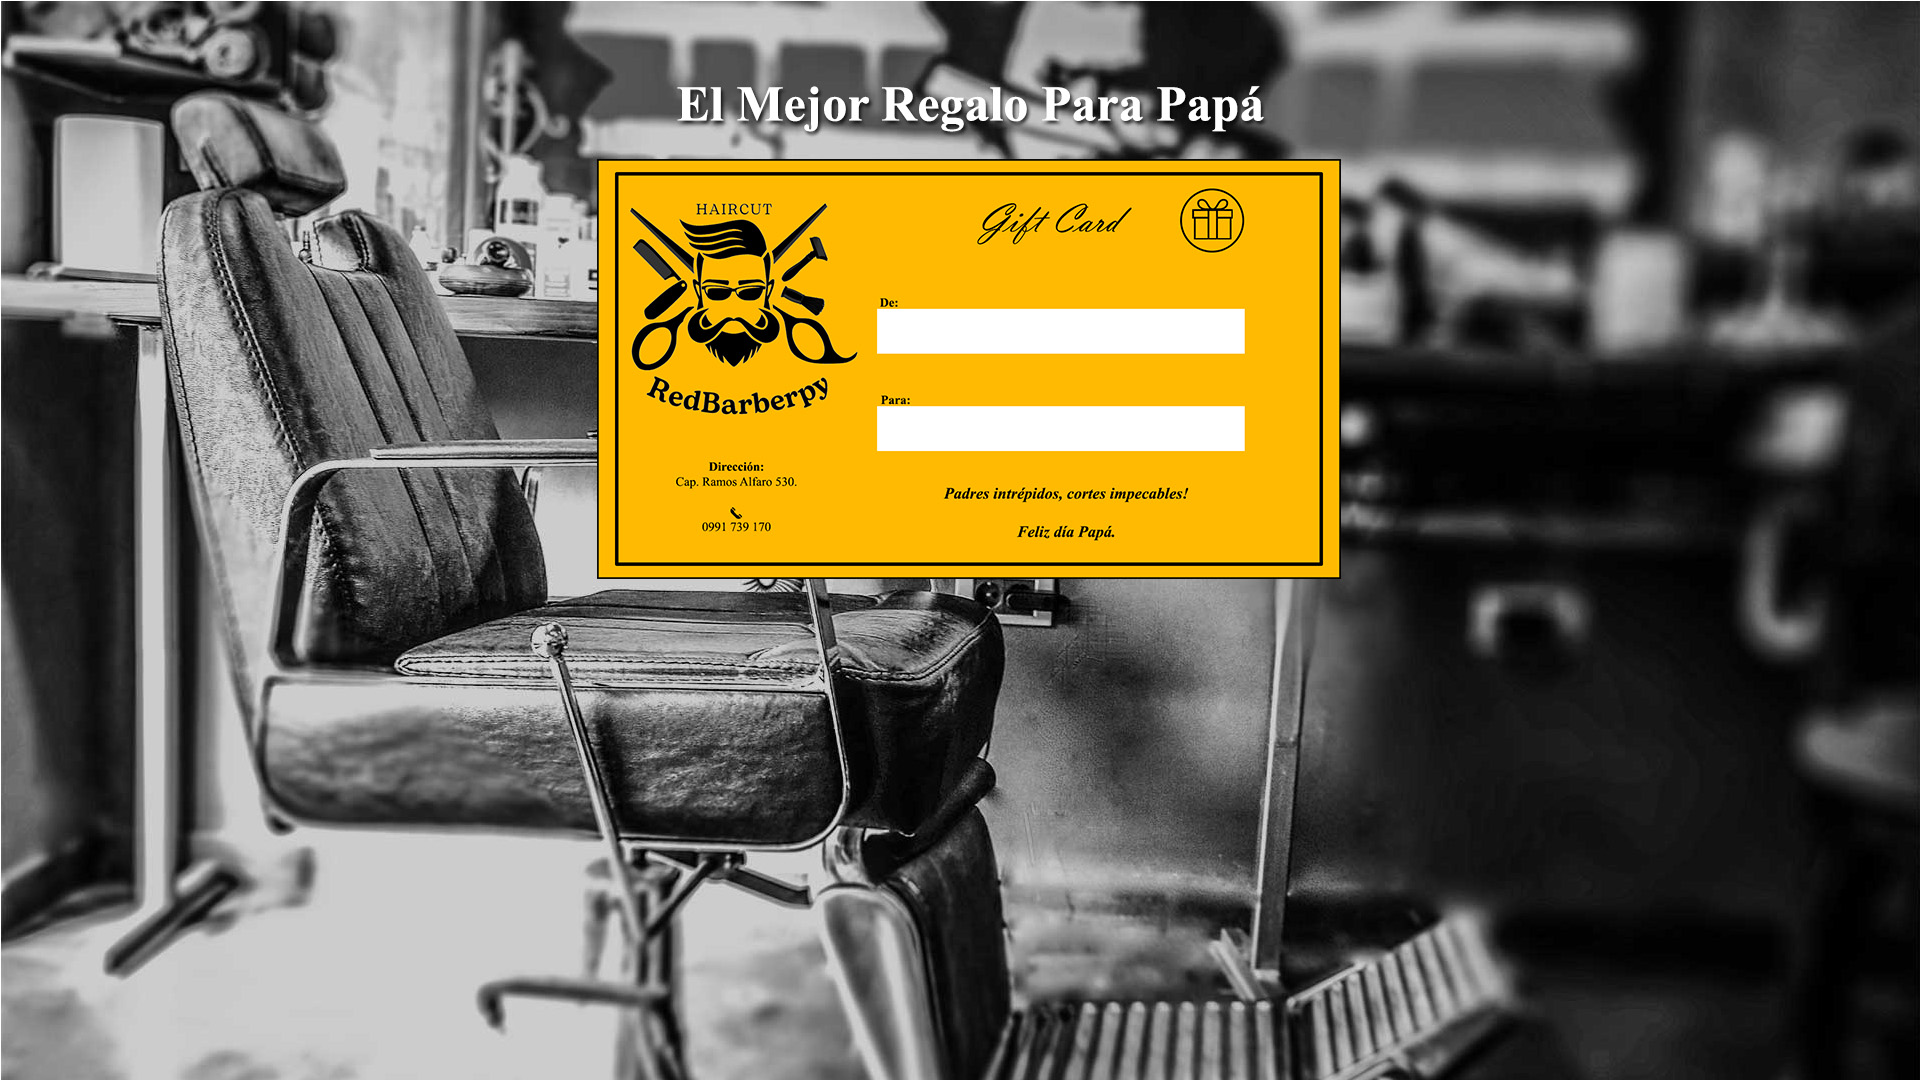 El Mejor Regalo Para Papá
HAIRCUT
RedBarberpy
Dirección:
Cap. Ramos Alfaro 530.
0991 739 170
Gift Card
De:
Para:
Padres intrépidos, cortes impecables!
Feliz día Papá.